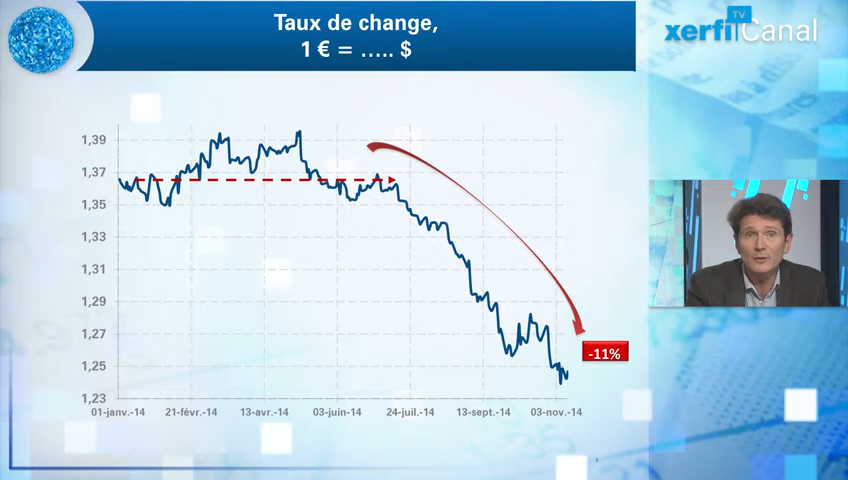 Taux de change,
1 € = ..... $
xerfi TV Canal
1,39
1,37
1,35
1,33
1,31
1,29
1,27
1,25
1,23
-11%
01-janv.-14 21-févr.-14 13-avr.-14 03-juin-14 24-juil.-14 13-sept.-14 03-nov.-14